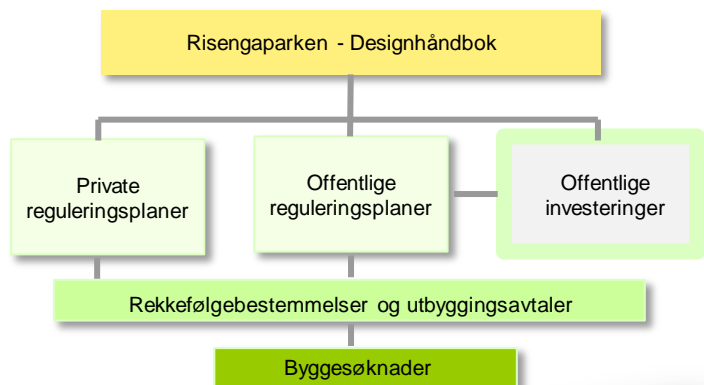 Risengaparken - Designhåndbok
Private
reguleringsplaner
Offentlige
reguleringsplaner
Offentlige
investeringer
Rekkefølgebestemmelser og utbyggingsavtaler
Byggesøknader